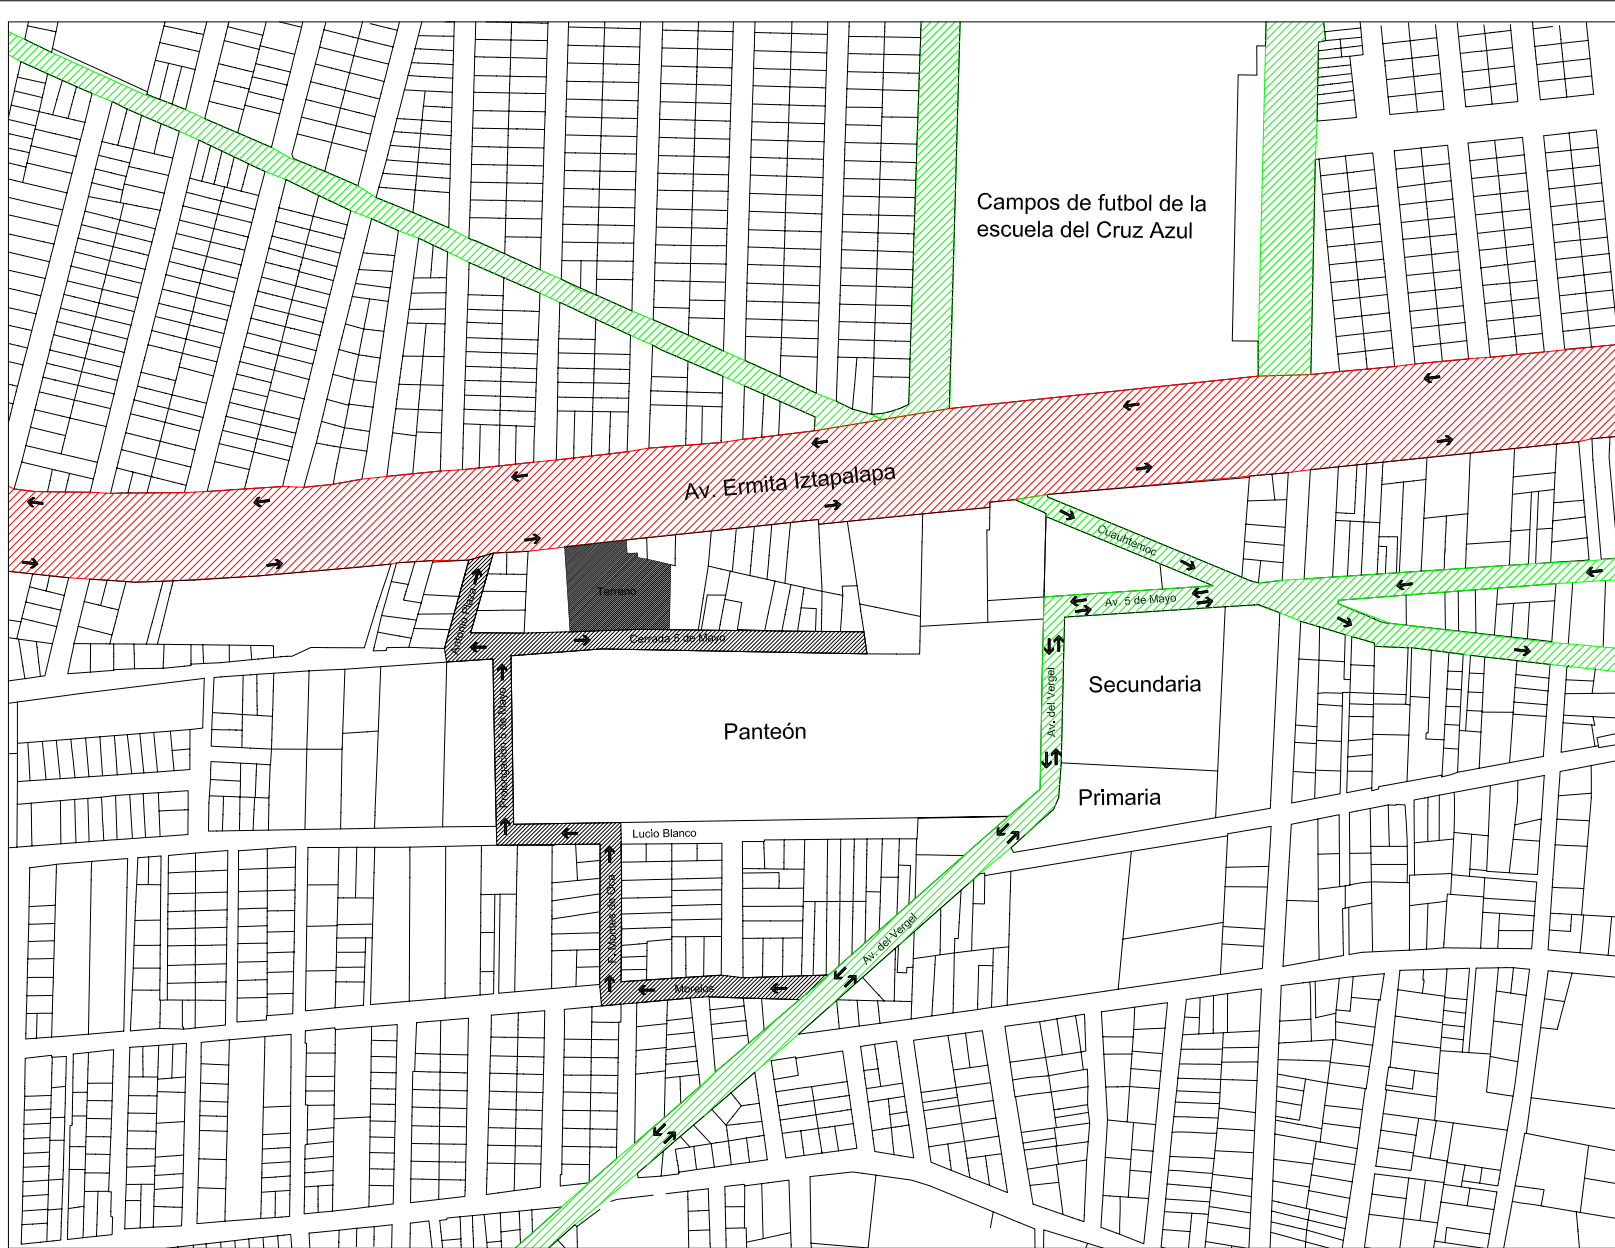 Campos de futbol de la
escuela del Cruz Azul
Av. Ermita Iztapalapa
Cuauhtemoc
Terreno
Av. 5 de Mayo
Antonio Plaza
Cerrada 5 de Mayo
Av. del Vergel
Secundaria
Prolongación 5 de Mayo
Panteón
Primaria
Lucio Blanco
F. Montes de Oca
Av. del Vergel
Morelos